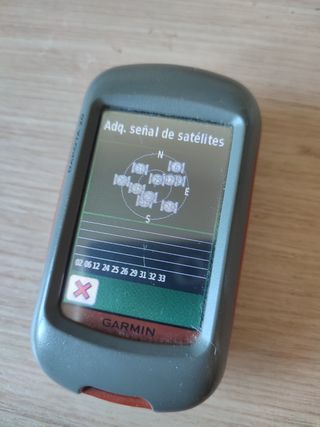 Adq. señal de satélites
N
E
S
02 06 12 24 25 26 29 31 32 33
GARMIN